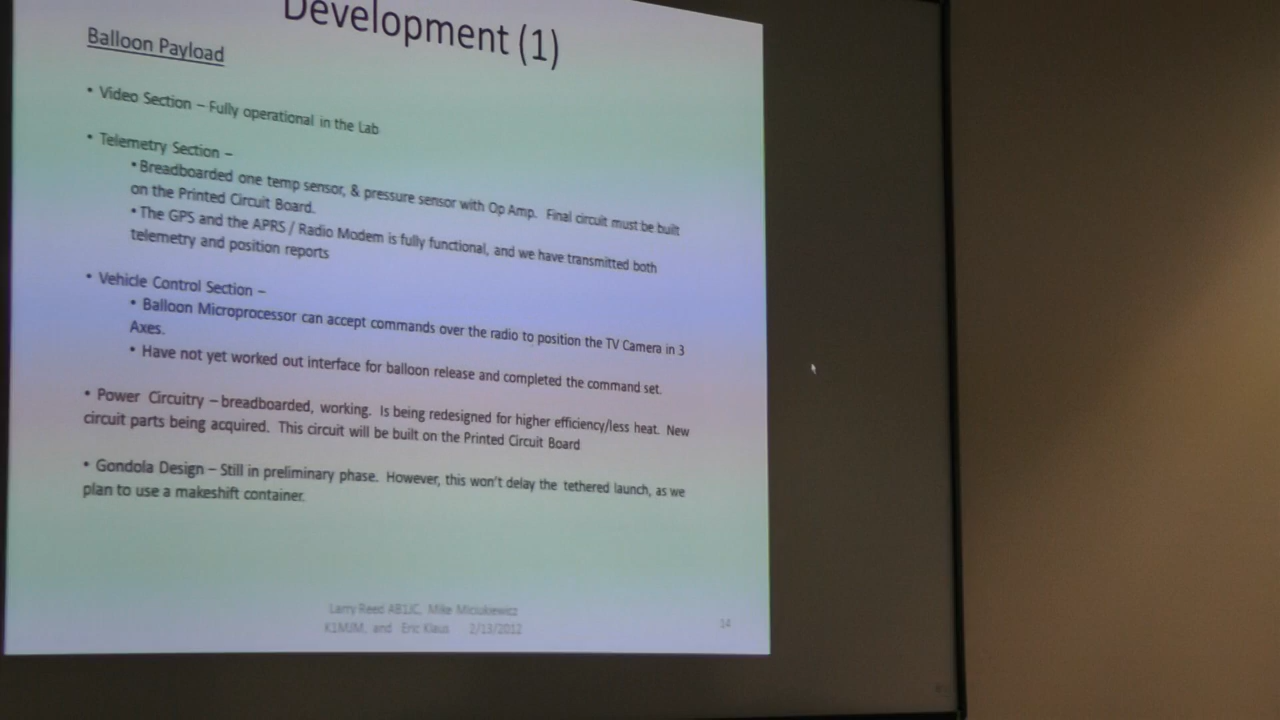 Development (1)
Balloon Payload
• Video Section – Fully operational in the Lab
• Telemetry Section –
• Breadboarded one temp sensor, & pressure sensor with Op Amp. Final circuit must be built
on the Printed Circuit Board.
• The GPS and the APRS / Radio Modem is fully functional, and we have transmitted both
telemetry and position reports
• Vehicle Control Section –
• Balloon Microprocessor can accept commands over the radio to position the TV Camera in 3
Axes.
• Have not yet worked out interface for balloon release and completed the command set.
• Power Circuitry – breadboarded, working. Is being redesigned for higher efficiency/less heat. New
circuit parts being acquired. This circuit will be built on the Printed Circuit Board
• Gondola Design – Still in preliminary phase. However, this won't delay the tethered launch, as we
plan to use a makeshift container.
Larry Reed AB1JC, Mike Miciukiewicz
K1MJM, and Eric Klaus 2/13/2012
14